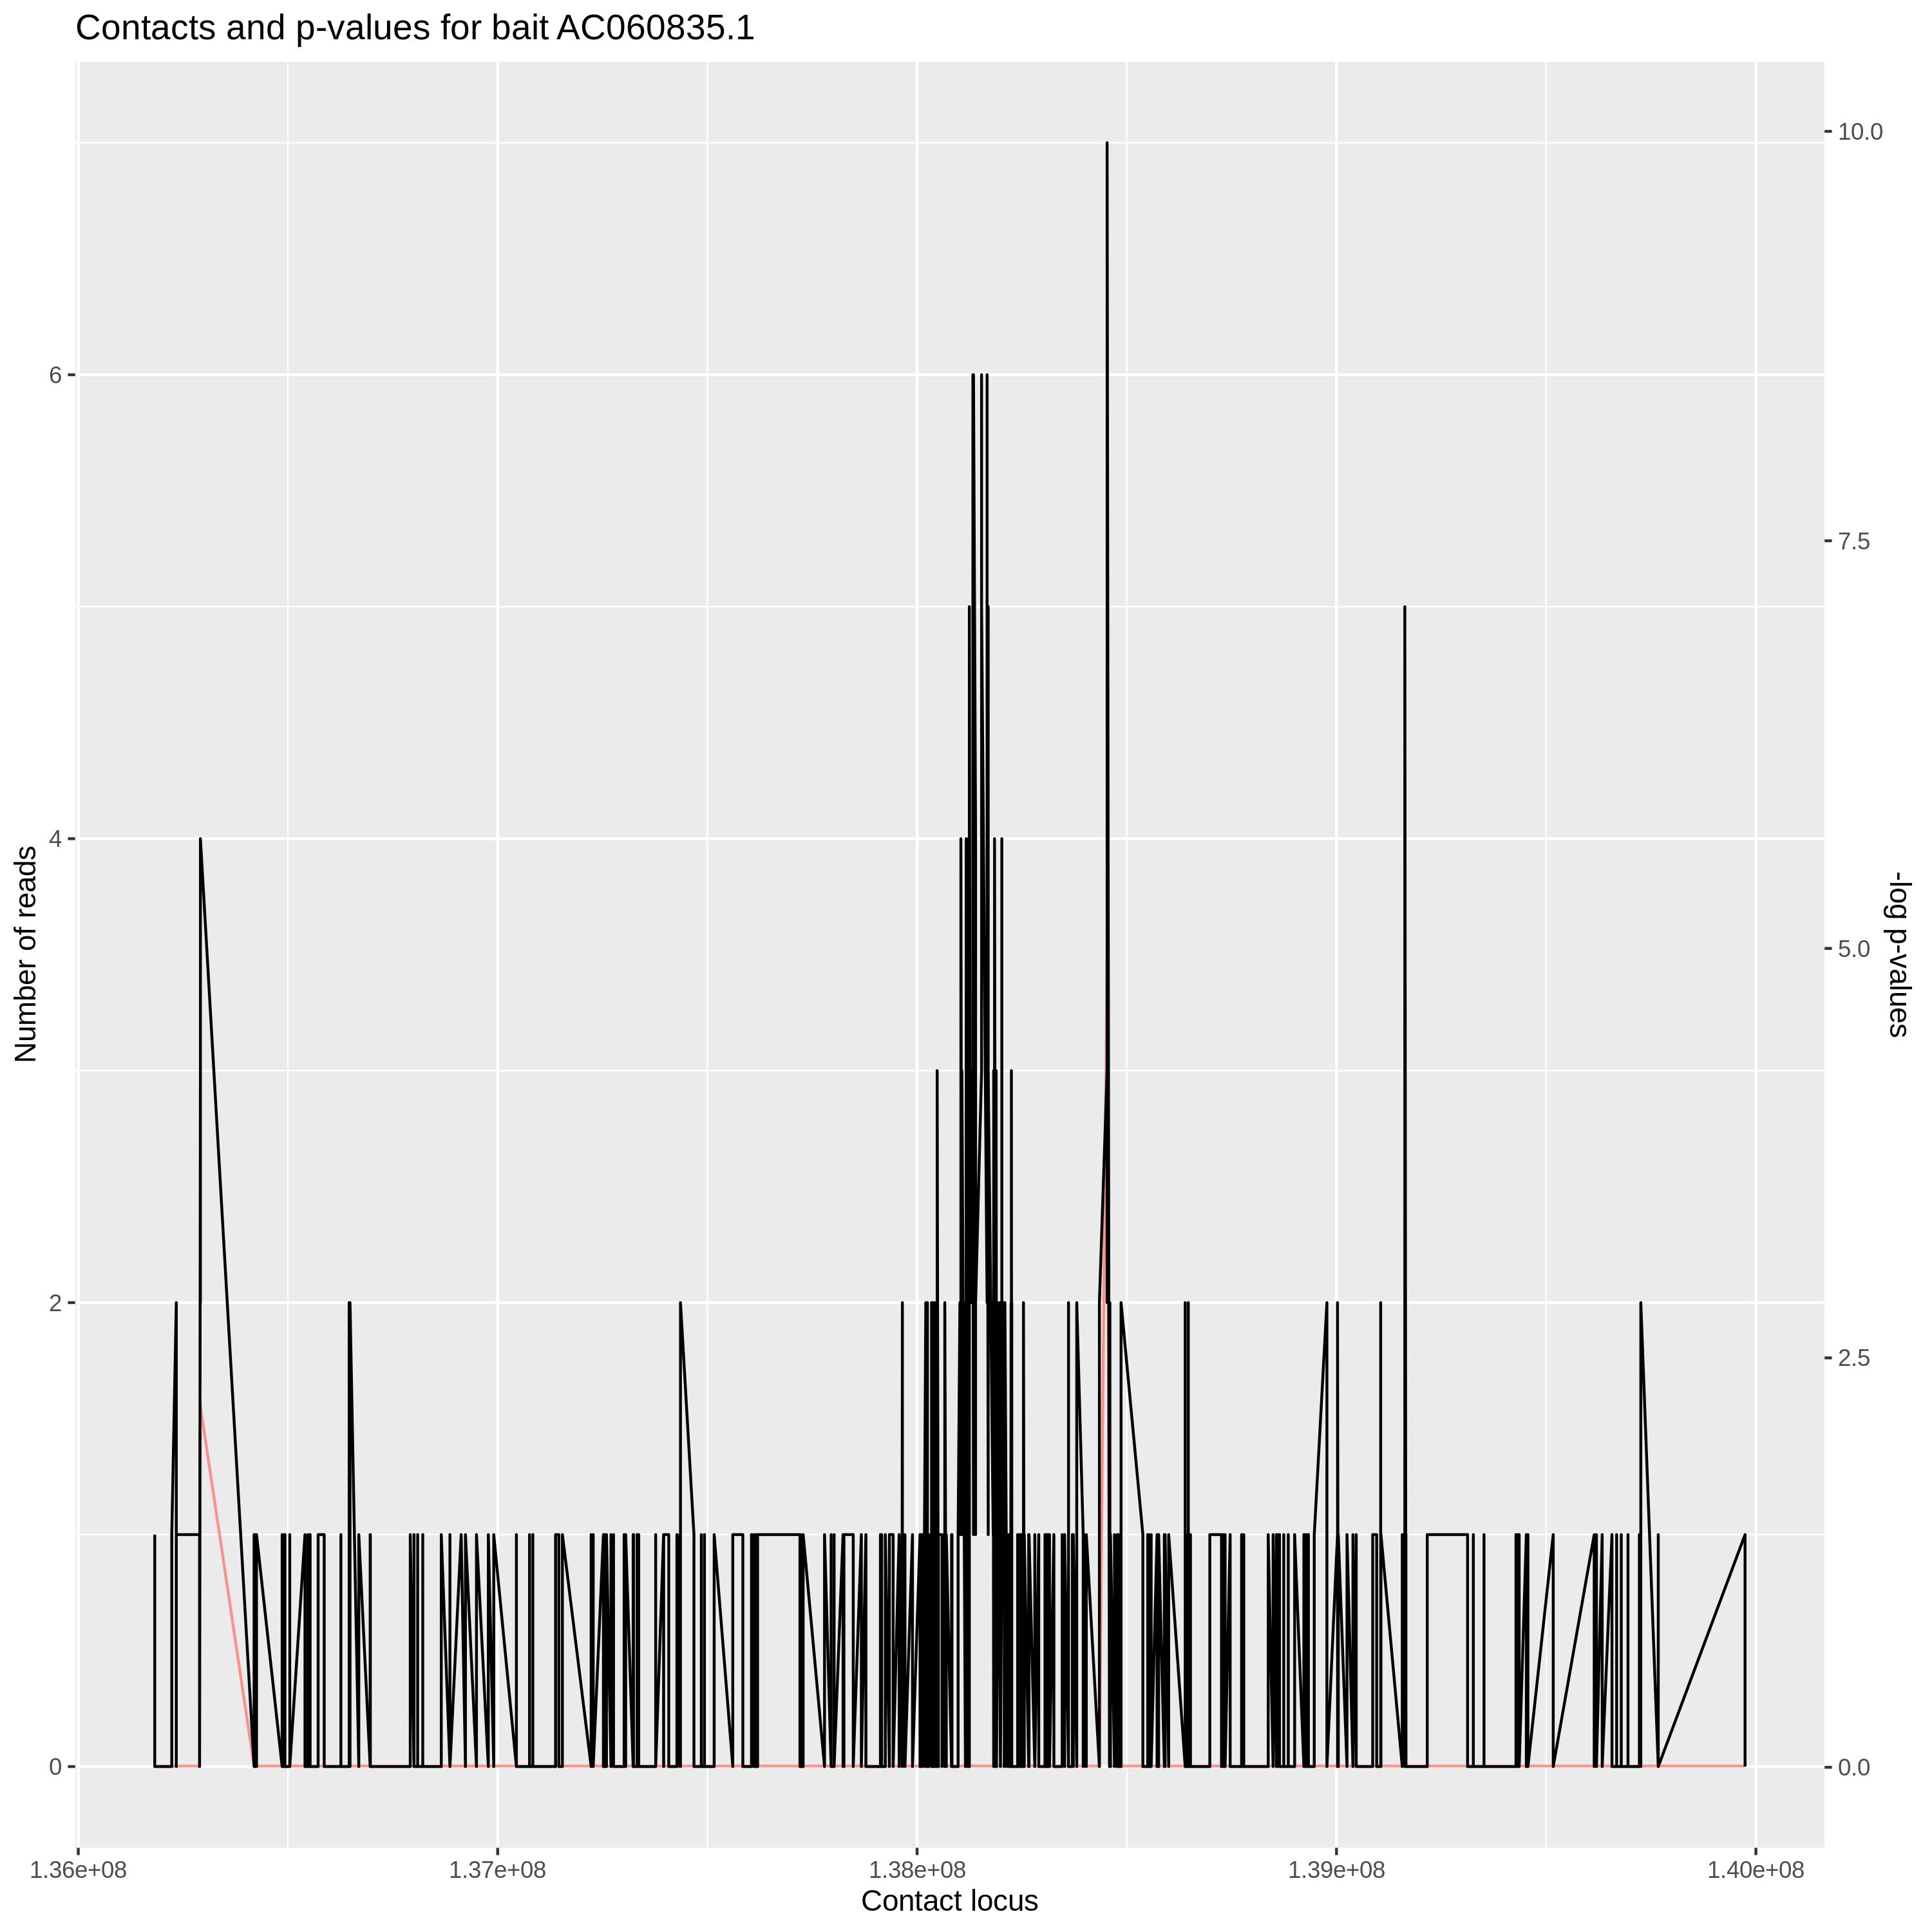 Contacts and p-values for bait AC060835.1
Number of reads
6
4
2
0
10.0
7.5
5.0
2.5
0.0
-log p-values
1.36e+08 1.37e+08 1.38e+08 1.39e+08 1.40e+08
Contact locus